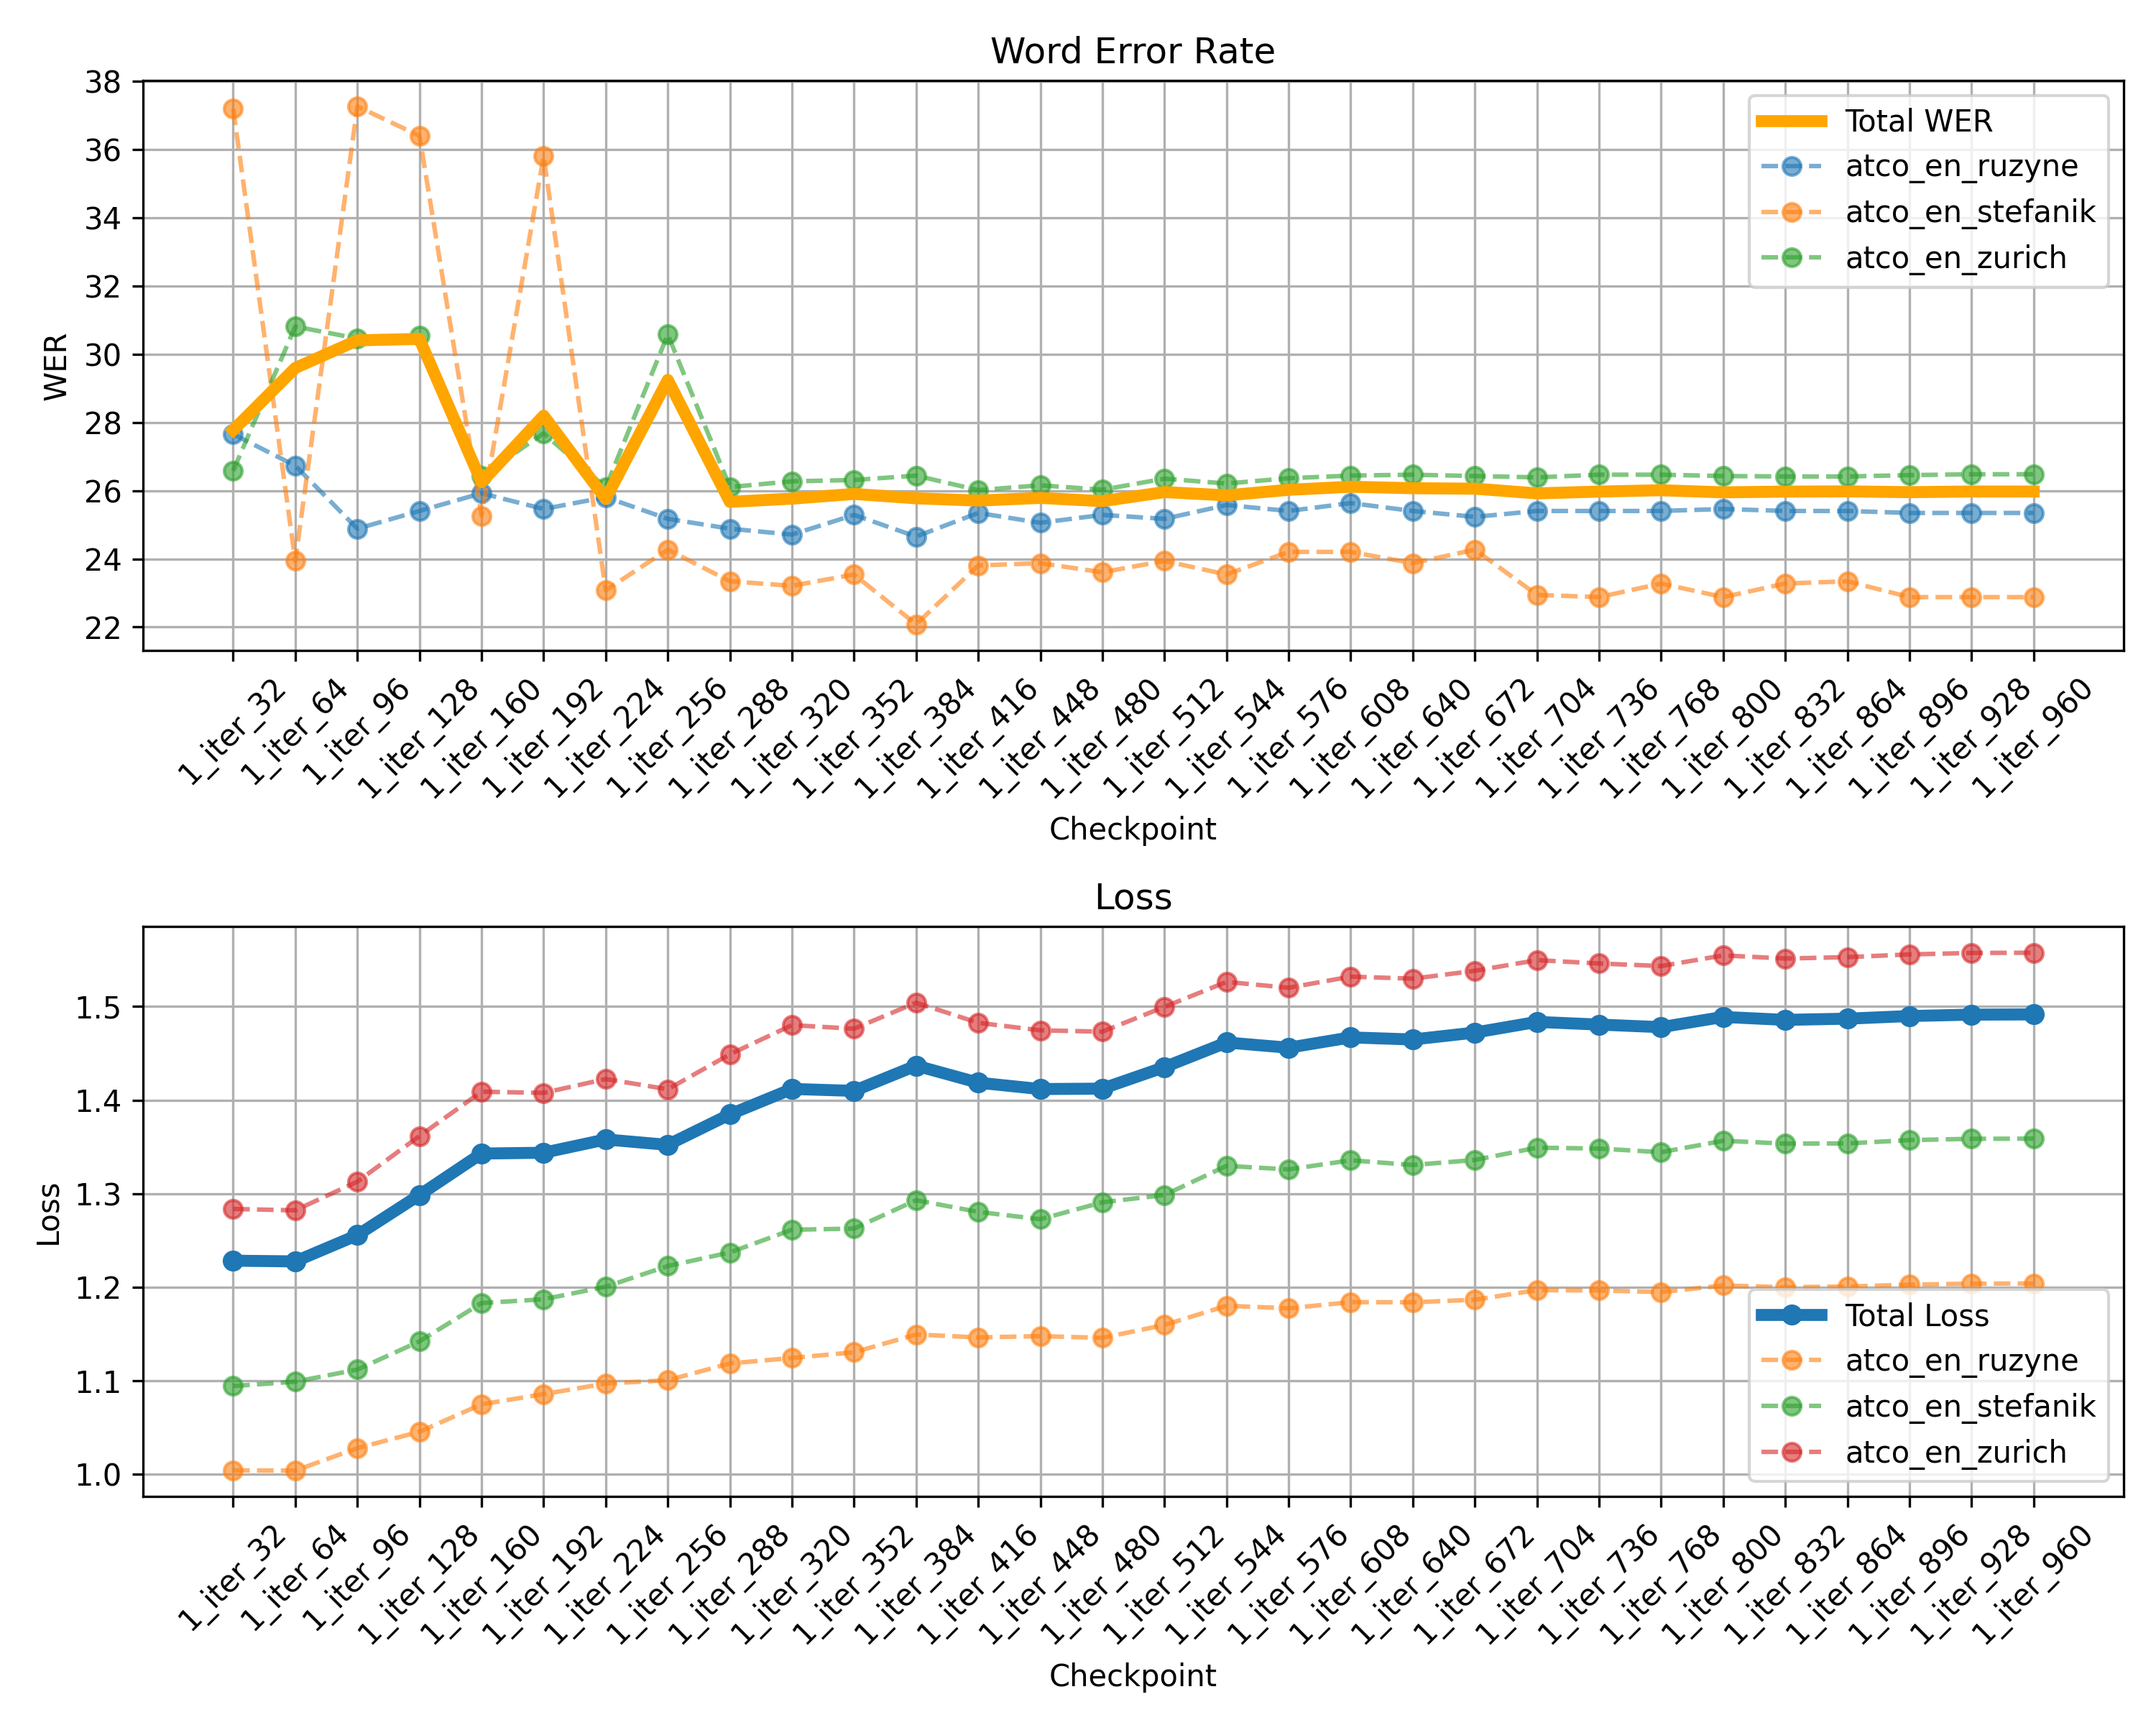 Word Error Rate
38
36
34
32
30
28
26
24
22
WER
Total WER
atco_en_ruzyne
atco_en_stefanik
atco_en_zurich
1_iter_32
1_iter_64
1_iter_96
1_iter_128
1_iter_160
1_iter_192
1_iter_224
1_iter_256
1_iter_288
1_iter_320
1_iter_352
1_iter_384
1_iter_416
1_iter_448
1_iter_480
1_iter_512
1_iter_544
1_iter_576
1_iter_608
1_iter_640
1_iter_672
1_iter_704
1_iter_736
1_iter_768
1_iter_800
1_iter_832
1_iter_864
1_iter_896
1_iter_928
1_iter_960
Checkpoint
Loss
1.5
1.4
1.3
1.2
1.1
1.0
Loss
Total Loss
atco_en_ruzyne
atco_en_stefanik
atco_en_zurich
1_iter_32
1_iter_64
1_iter_96
1_iter_128
1_iter_160
1_iter_192
1_iter_224
1_iter_256
1_iter_288
1_iter_320
1_iter_352
1_iter_384
1_iter_416
1_iter_448
1_iter_480
1_iter_512
1_iter_544
1_iter_576
1_iter_608
1_iter_640
1_iter_672
1_iter_704
1_iter_736
1_iter_768
1_iter_800
1_iter_832
1_iter_864
1_iter_896
1_iter_928
1_iter_960
Checkpoint